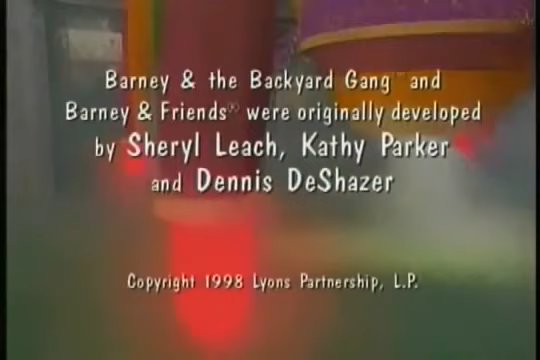 Barney & the Backyard Gang™ and
Barney & Friends® were originally developed
by Sheryl Leach, Kathy Parker
and Dennis DeShazer
Copyright 1998 Lyons Partnership, L.P.